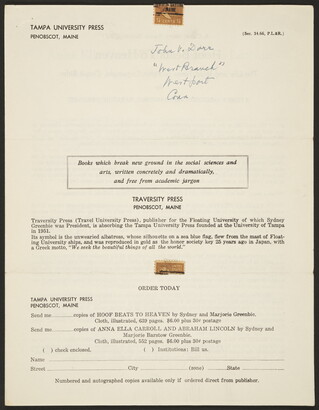 TAMPA UNIVERSITY PRESS
PENOBSCOT, MAINE
(Sec. 34.66, P.L.&R.)
John V. Dorr
"West Branch"
Westport
Conn
Books which break new ground in the social sciences and
arts, written concretely and dramatically,
and free from academic jargon
TRAVERSITY PRESS
PENOBSCOT, MAINE
Traversity Press (Travel University Press), publisher for the Floating University of which Sydney
Greenbie was President, is absorbing the Tampa University Press founded at the University of Tampa
in 1951.
Its symbol is the unwearied albatross, whose silhouette on a sea blue flag, flew from the mast of Float-
ing University ships, and was reproduced in gold as the honor society key 25 years ago in Japan, with
a Greek motto, "We seek the beautiful things of all the world."
ORDER TODAY
Send me copies of HOOF BEATS TO HEAVEN by Sydney and Marjorie Greenbie.
Cloth, illustrated, 623 pages. $6.00 plus 30¢ postage
Send me copies of ANNA ELLA CARROLL AND ABRAHAM LINCOLN by Sydney and
Marjorie Barstow Greenbie.
Cloth, illustrated, 552 pages. $6.00 plus 30¢ postage
( ) check enclosed. ( ) Institutions: Bill us.
Name
Street City (zone) State
Numbered and autographed copies available only if ordered direct from publisher.